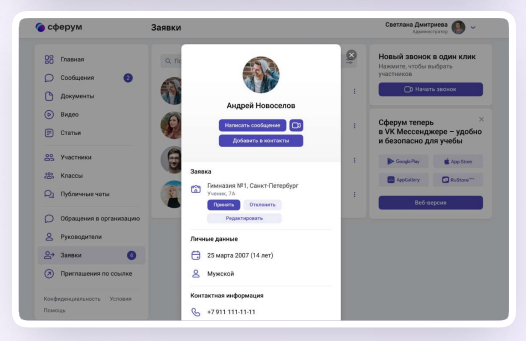 сферум
Заявки
Светлана Дмитриева
Администратор
Главная
Сообщения 2
Документы
Видео
Статьи
Участники
Классы
Публичные чаты
Обращения в организацию
Руководители
Заявки 4
Приглашения по ссылке
Конфиденциальность Условия
Помощь
Андрей Новоселов
Написать сообщение
Добавить в контакты
Заявка
Гимназия №1, Санкт-Петербург
Ученик, 7А
Принять Отклонить
Редактировать
Личные данные
25 марта 2007 (14 лет)
Мужской
Контактная информация
+7 911 111-11-11
Новый звонок в один клик
Нажмите, чтобы выбрать
участников
Начать звонок
Сферум теперь
в VK Мессенджере – удобно
и безопасно для учебы
Google Play App Store
AppGallery RuStore
Веб-версия